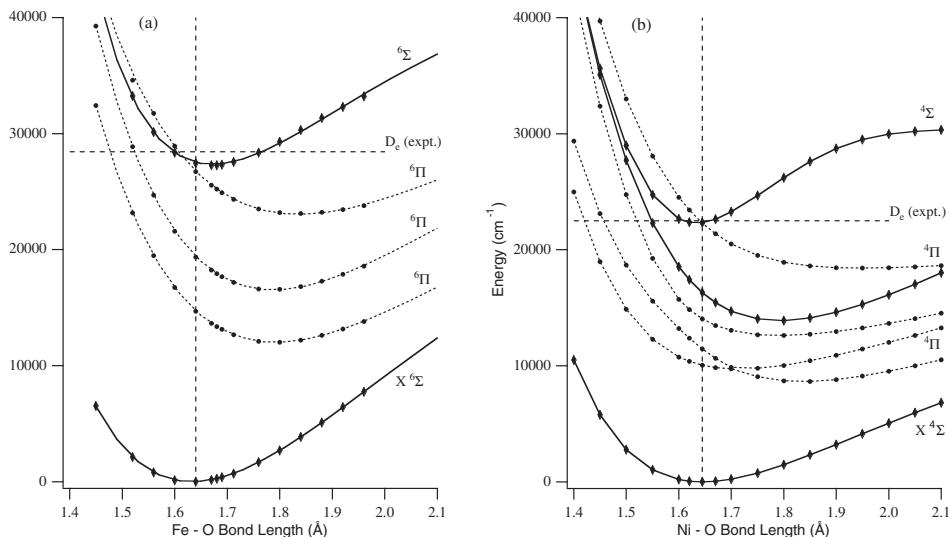 (a)
40000
⁶Σ
30000
Dₑ (expt.)
⁶Π
20000
⁶Π
⁶Π
10000
X ⁶Σ
0
1.4 1.5 1.6 1.7 1.8 1.9 2.0 2.1
Fe - O Bond Length (Å)
(b)
40000
⁴Σ
30000
Dₑ (expt.)
Energy (cm⁻¹)
⁴Π
20000
⁴Π
10000
X ⁴Σ
0
1.4 1.5 1.6 1.7 1.8 1.9 2.0 2.1
Ni - O Bond Length (Å)